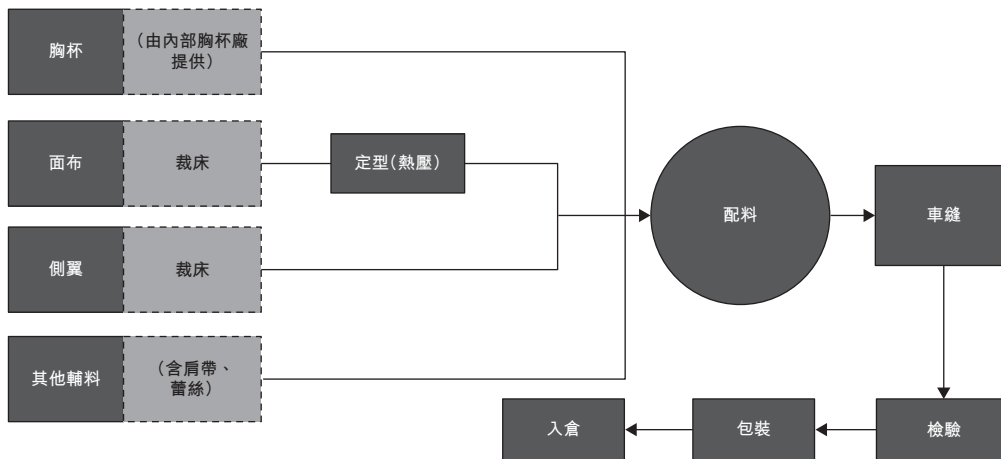 胸杯
（由內部胸杯廠
提供）
面布
裁床
定型（熱壓）
側翼
裁床
其他輔料
（含肩帶、
蕾絲）
配料
車縫
檢驗
包裝
入倉